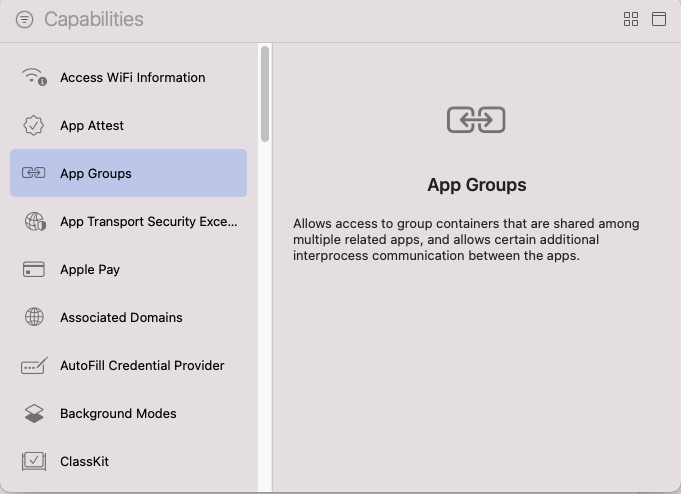 Capabilities
Access WiFi Information
App Attest
App Groups
App Transport Security Exce...
Apple Pay
Associated Domains
AutoFill Credential Provider
Background Modes
ClassKit
App Groups
Allows access to group containers that are shared among
multiple related apps, and allows certain additional
interprocess communication between the apps.